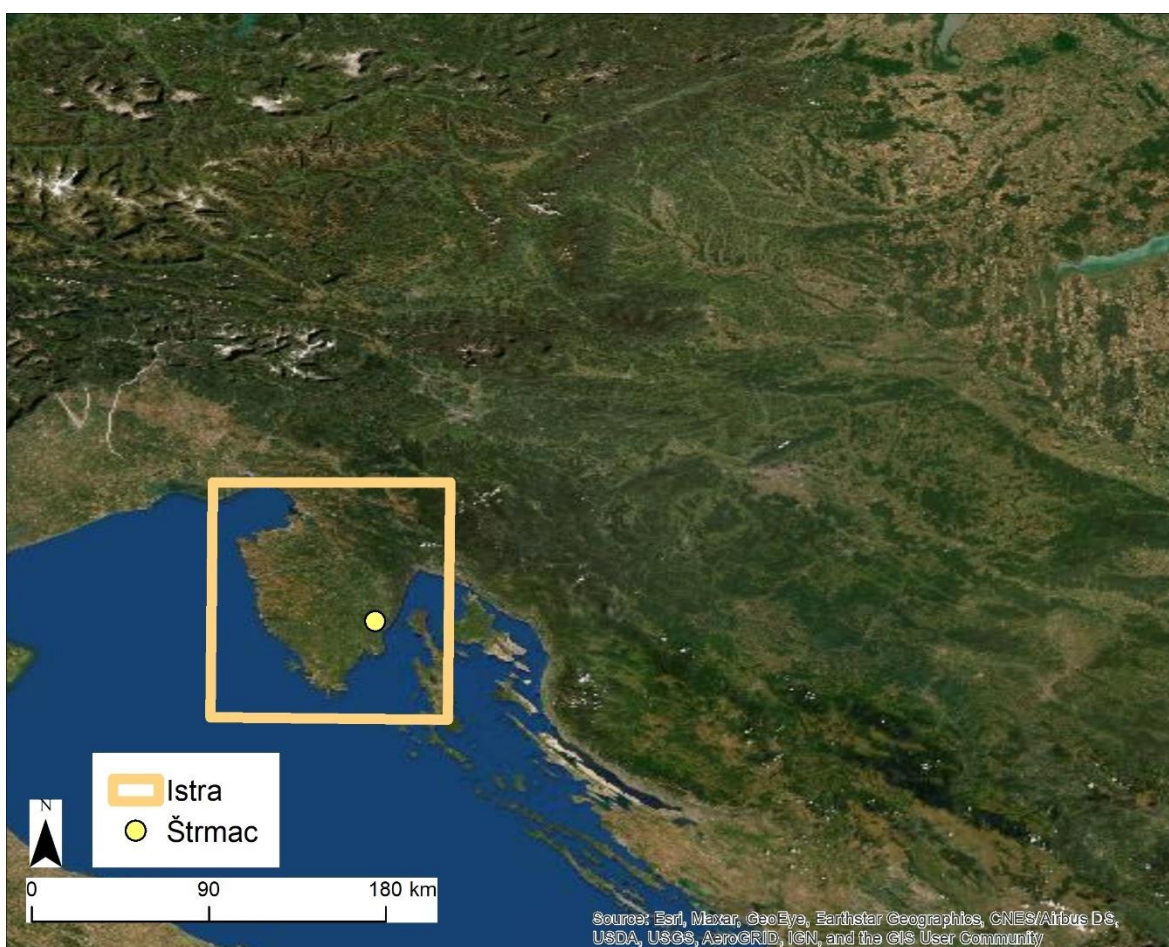 Istra
Štrmac
N
0 90 180 km
Source: Esri, Maxar, GeoEye, Earthstar Geographics, CNES/Airbus DS,
USDA, USGS, AeroGRID, IGN, and the GIS User Community